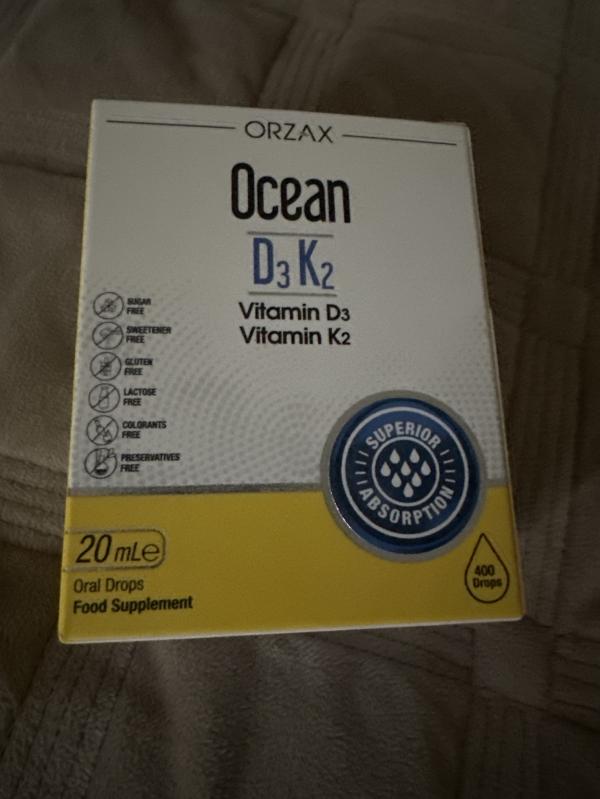 ORZAX
Ocean
D3 K2
Vitamin D3
Vitamin K2
SUGAR
FREE
SWEETENER
FREE
GLUTEN
FREE
LACTOSE
FREE
COLORANTS
FREE
PRESERVATIVES
FREE
SUPERIOR
ABSORPTION
20 mLe
Oral Drops
Food Supplement
400
Drops